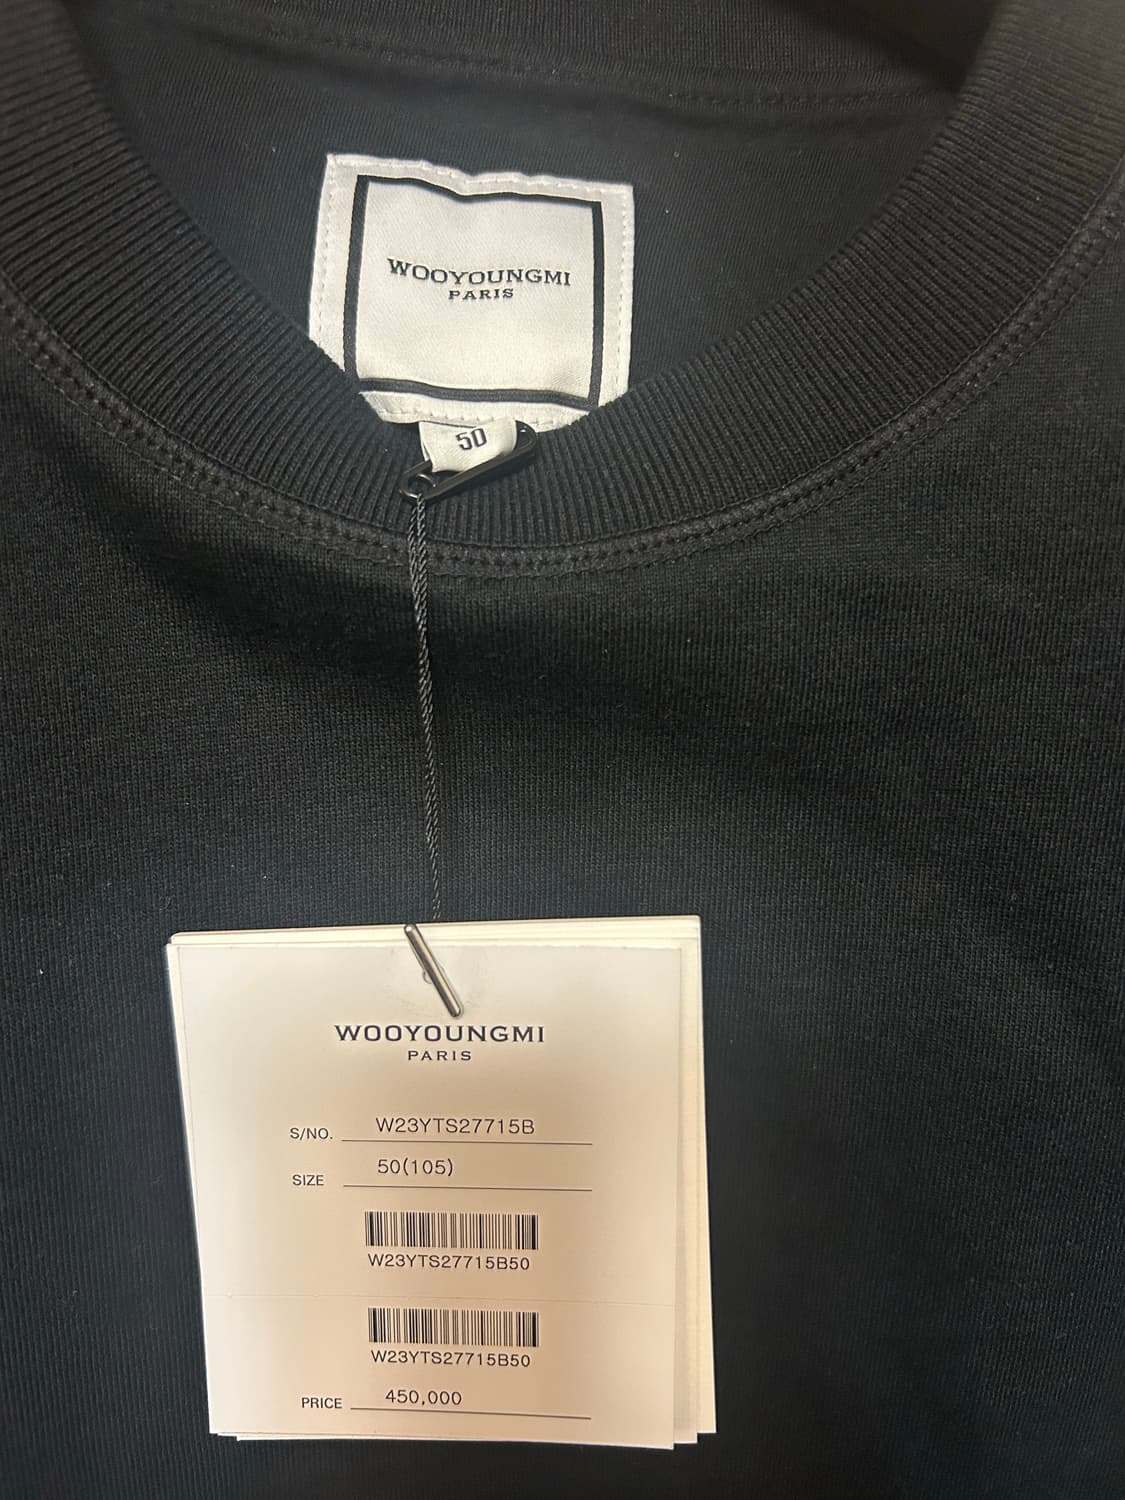 WOOYOUNGMI
PARIS
50
WOOYOUNGMI
PARIS
S/NO. W23YTS27715B
SIZE 50(105)
W23YTS27715B50
W23YTS27715B50
PRICE 450,000